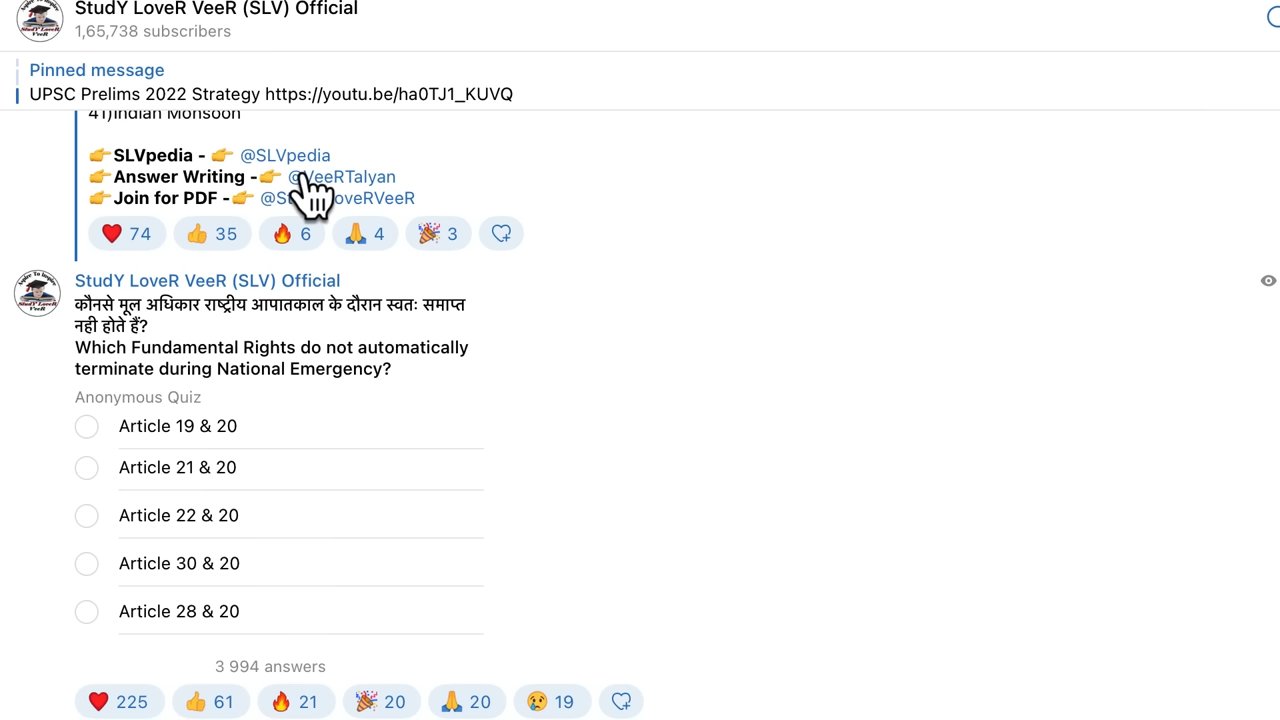 StudY LoveR VeeR (SLV) Official
1,65,738 subscribers
Pinned message
UPSC Prelims 2022 Strategy https://youtu.be/ha0TJ1_KUVQ
41)Indian Monsoon
👉SLVpedia - 👉 @SLVpedia
👉Answer Writing -👉 @VeeRTalyan
👉Join for PDF -👉
❤️ 74 👍 35 🔥 6 🙏 4 🎉 3
StudY LoveR VeeR (SLV) Official
कौनसे मूल अधिकार राष्ट्रीय आपातकाल के दौरान स्वतः समाप्त
नही होते हैं?
Which Fundamental Rights do not automatically
terminate during National Emergency?
Anonymous Quiz
Article 19 & 20
Article 21 & 20
Article 22 & 20
Article 30 & 20
Article 28 & 20
3 994 answers
❤️ 225 👍 61 🔥 21 🎉 20 🙏 20 😢 19